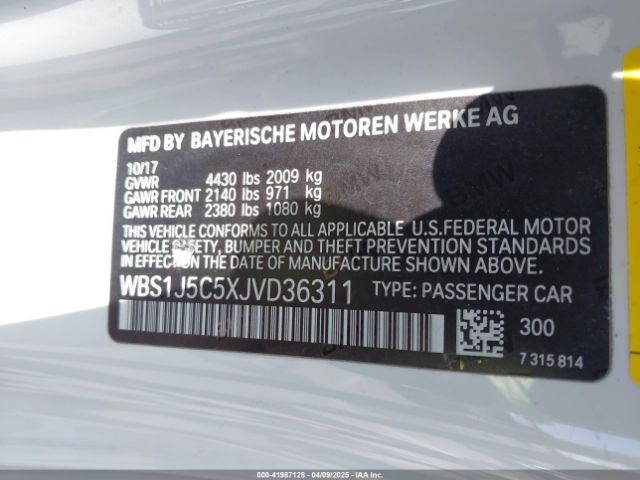 MFD BY BAYERISCHE MOTOREN WERKE AG
10/17
GVWR 4430 lbs 2009 kg
GAWR FRONT 2140 lbs 971 kg
GAWR REAR 2380 lbs 1080 kg
THIS VEHICLE CONFORMS TO ALL APPLICABLE U.S.FEDERAL MOTOR
VEHICLE SAFETY, BUMPER AND THEFT PREVENTION STANDARDS
IN EFFECT ON THE DATE OF MANUFACTURE SHOWN ABOVE.
WBS1J5C5XJVD36311 TYPE: PASSENGER CAR
300
7 315 814
000-41987128 - 04/09/2025 - IAA, Inc.